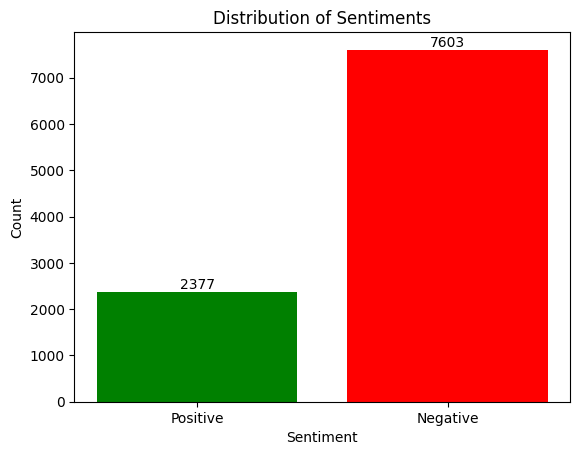 Distribution of Sentiments
7603
7000
6000
5000
4000
3000
2377
2000
1000
0
Count
Positive
Negative
Sentiment